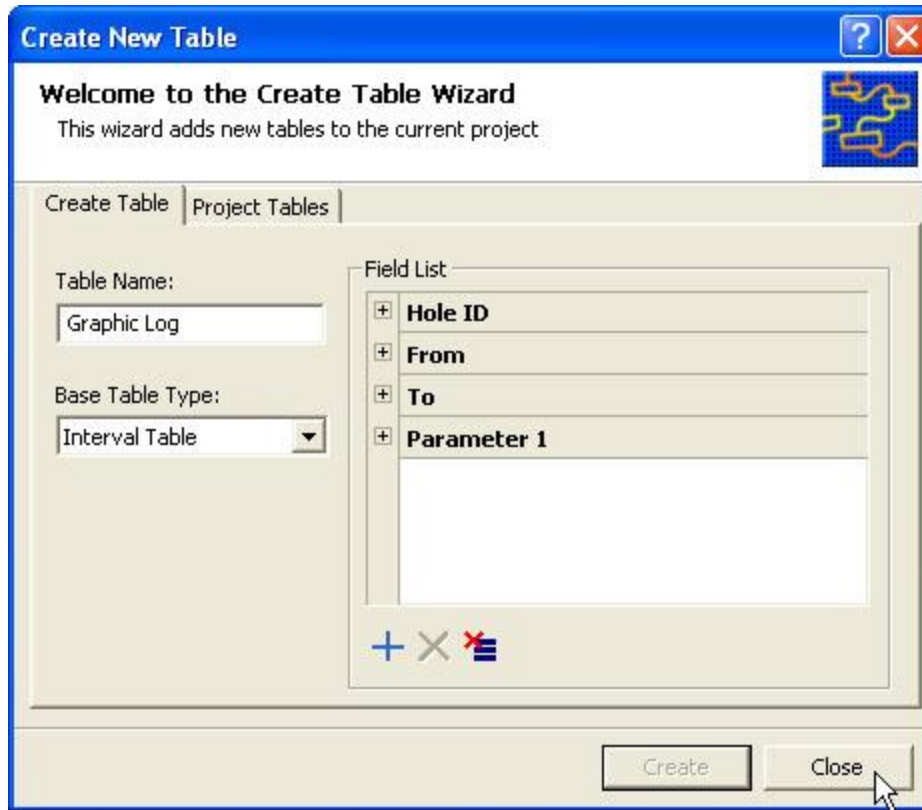 Create New Table
Welcome to the Create Table Wizard
This wizard adds new tables to the current project
Create Table
Project Tables
Table Name:
Graphic Log
Base Table Type:
Interval Table
Field List
Hole ID
From
To
Parameter 1
Create
Close